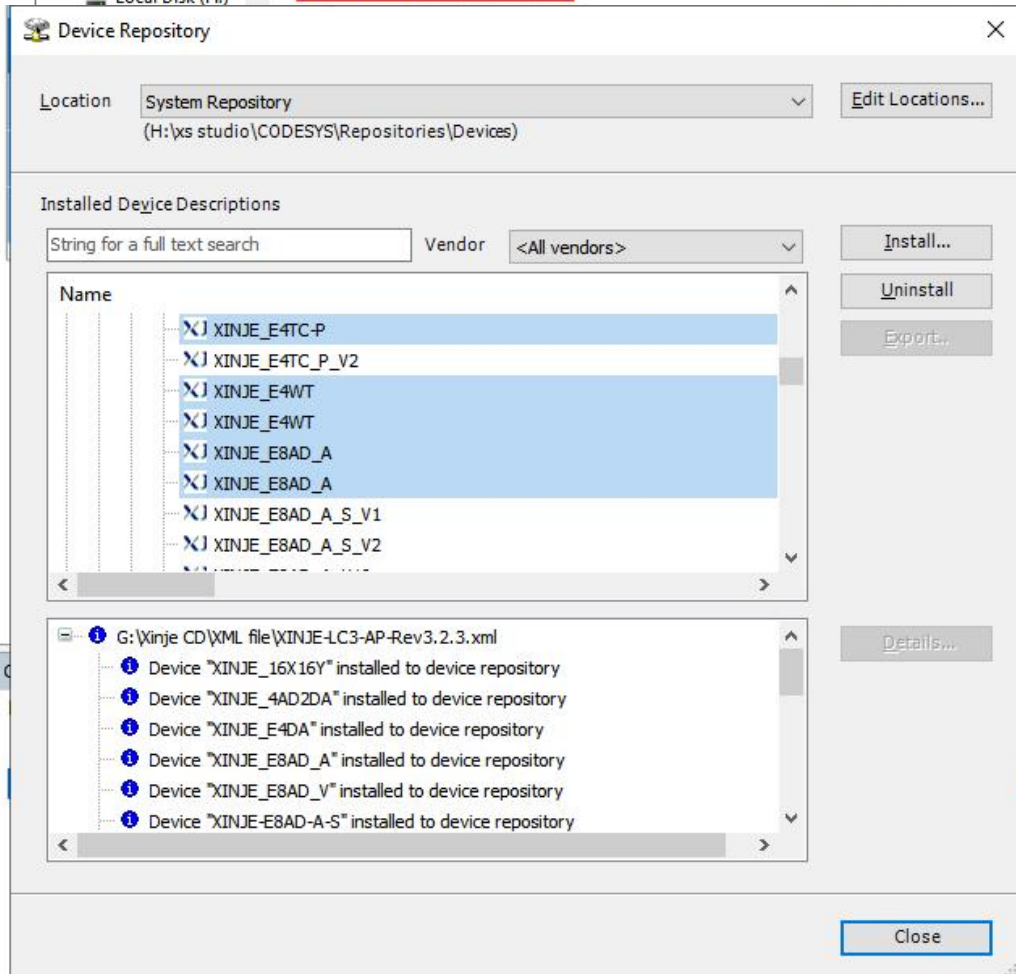 Device Repository
Location System Repository Edit Locations...
(H:\xs studio\CODESYS\Repositories\Devices)
Installed Device Descriptions
String for a full text search Vendor <All vendors> Install...
Name Uninstall
XINJE_E4TC-P Export..
XINJE_E4TC_P_V2
XINJE_E4WT
XINJE_E4WT
XINJE_E8AD_A
XINJE_E8AD_A
XINJE_E8AD_A_S_V1
XINJE_E8AD_A_S_V2
G:\Xinje CD\XML file\XINJE-LC3-AP-Rev3.2.3.xml Details...
Device "XINJE_16X16Y" installed to device repository
Device "XINJE_4AD2DA" installed to device repository
Device "XINJE_E4DA" installed to device repository
Device "XINJE_E8AD_A" installed to device repository
Device "XINJE_E8AD_V" installed to device repository
Device "XINJE-E8AD-A-S" installed to device repository
Close